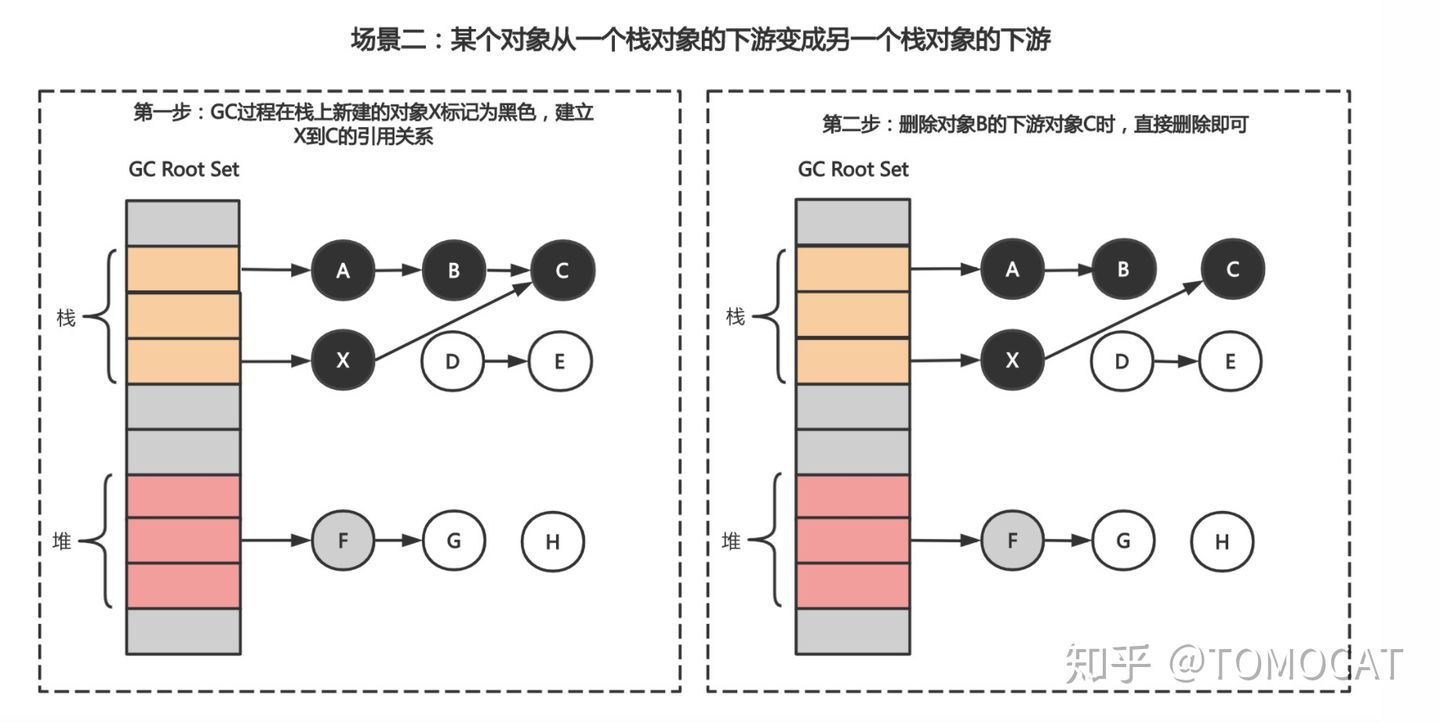 场景二：某个对象从一个栈对象的下游变成另一个栈对象的下游
第一步：GC过程在栈上新建的对象X标记为黑色，建立
X到C的引用关系
GC Root Set
A B C
栈
X D E
堆
F G H
第二步：删除对象B的下游对象C时，直接删除即可
GC Root Set
A B C
栈
X D E
堆
F G H
知乎 @TOMOCAT